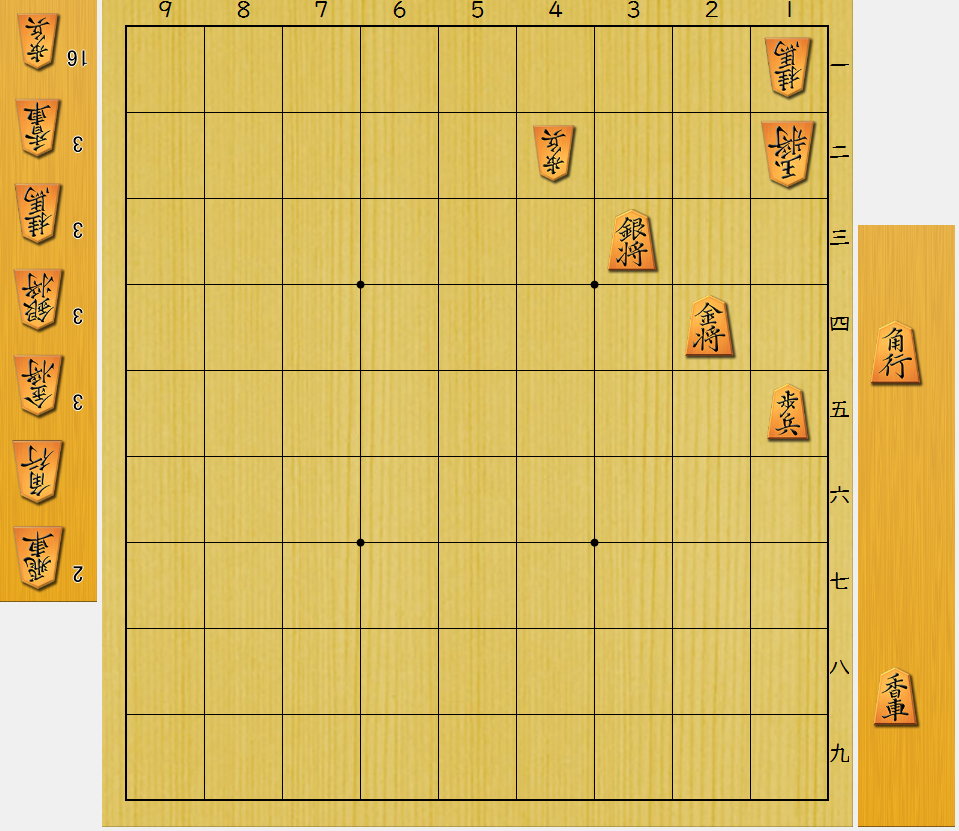 9 8 7 6 5 4 3 2 1
歩兵 16
香車 3
桂馬 3
銀将 3
金将 3
角行
飛車 2
桂馬 一
歩兵 玉将 二
銀将 三
金将 四
歩兵 五
六
七
八
九
角行
香車